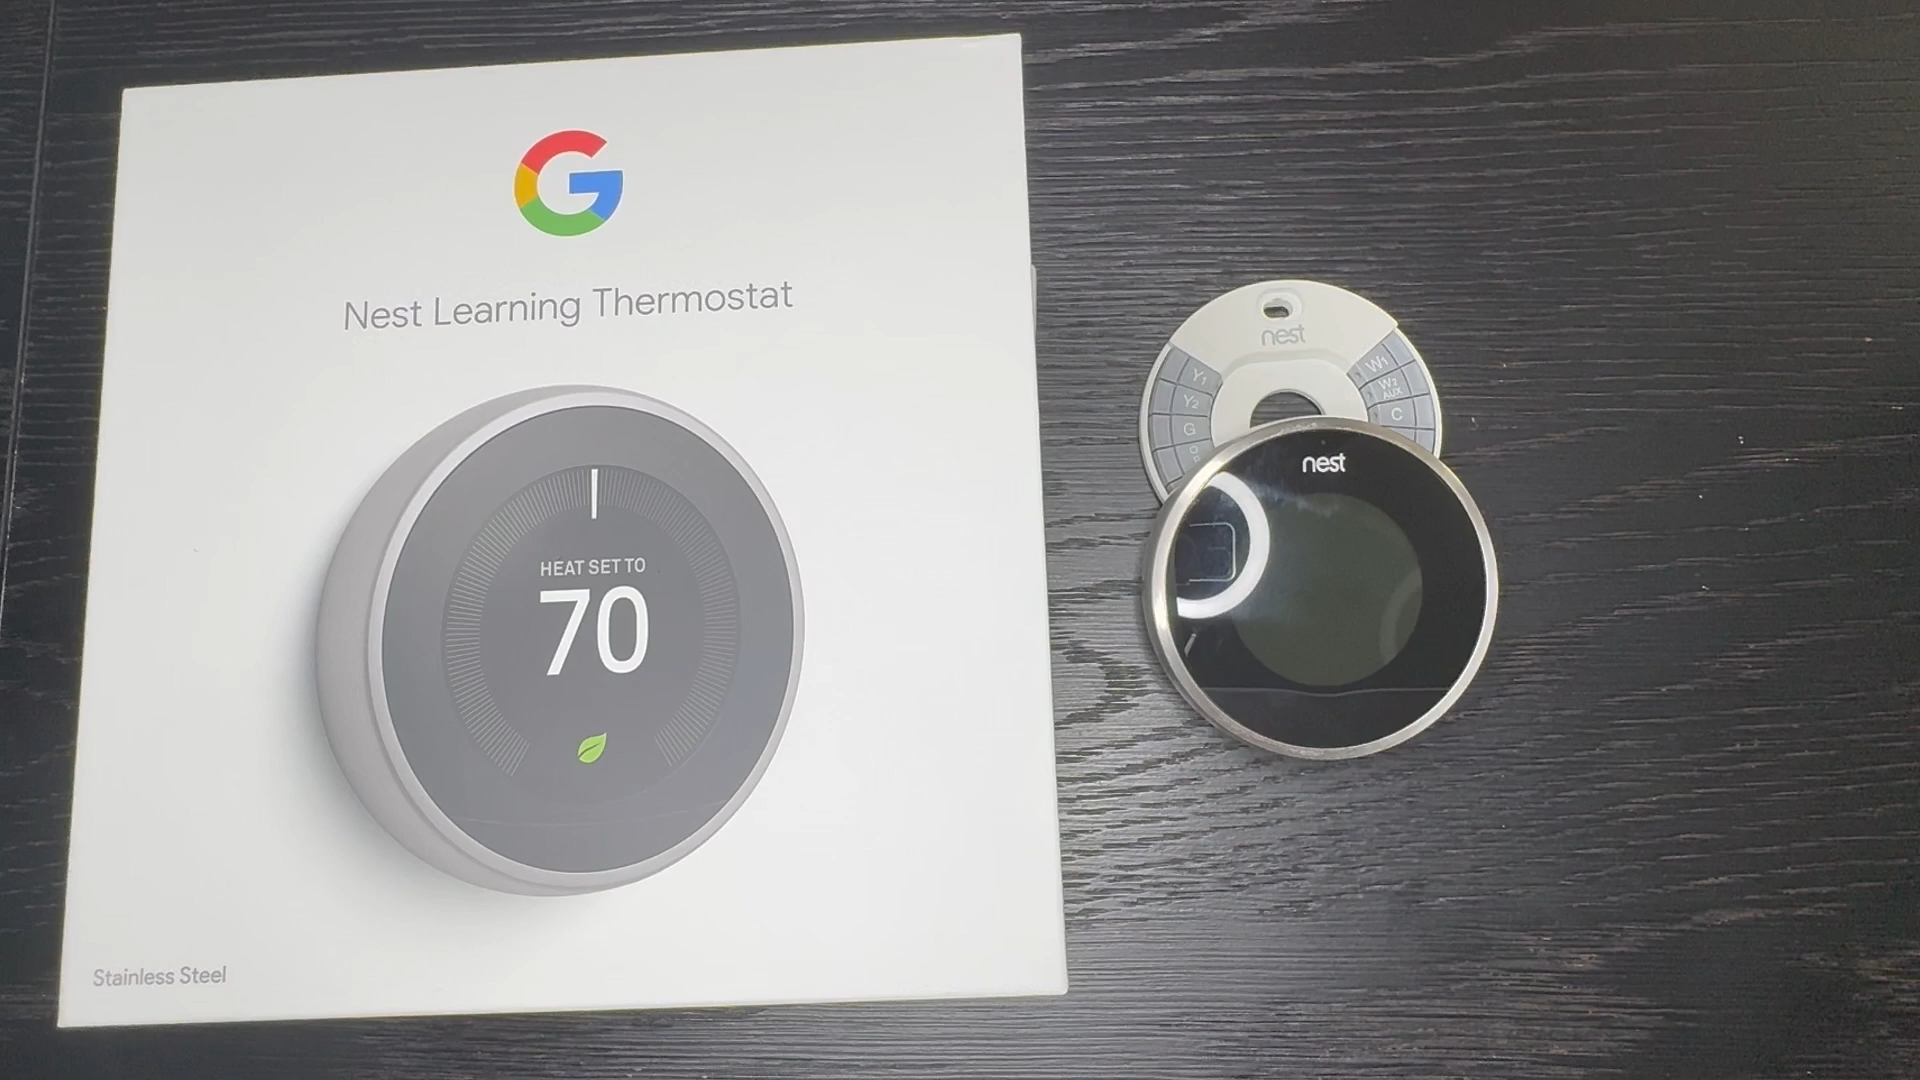 G
Nest Learning Thermostat
HEAT SET TO
70
Stainless Steel
nest
Y1
Y2
G
W1
W2
AUX
C
nest